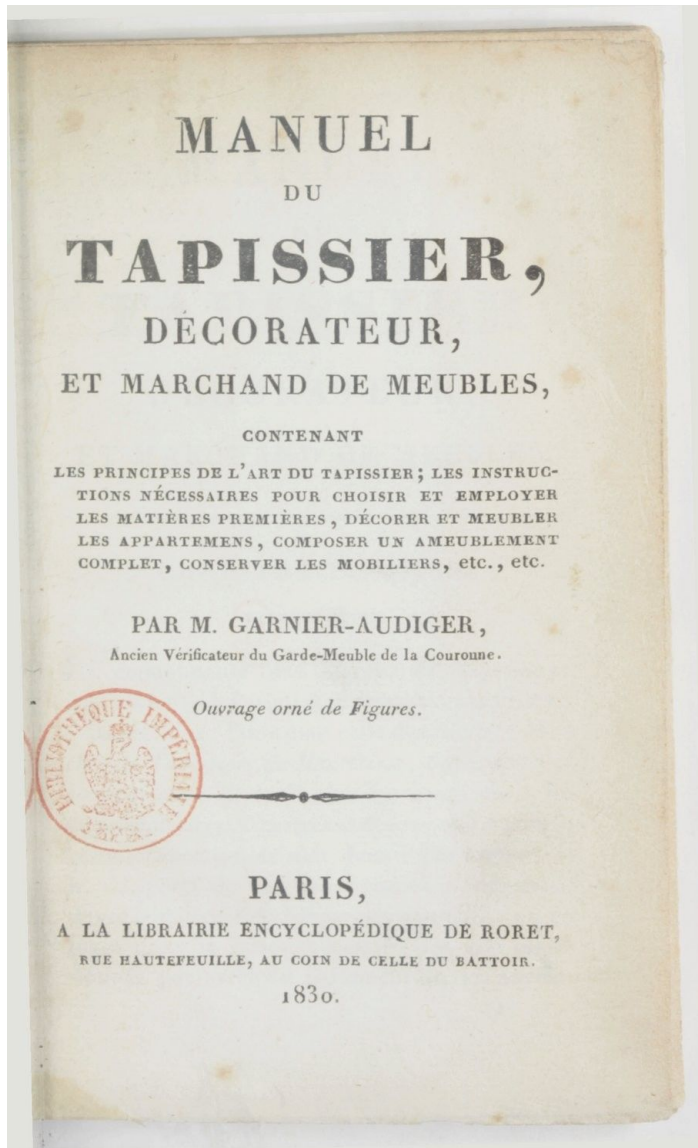 MANUEL
DU
TAPISSIER,
DÉCORATEUR,
ET MARCHAND DE MEUBLES,
CONTENANT
LES PRINCIPES DE L'ART DU TAPISSIER; LES INSTRUC-
TIONS NÉCESSAIRES POUR CHOISIR ET EMPLOYER
LES MATIÈRES PREMIÈRES, DÉCORER ET MEUBLER
LES APPARTEMENS, COMPOSER UN AMEUBLEMENT
COMPLET, CONSERVER LES MOBILIERS, etc., etc.
PAR M. GARNIER-AUDIGER,
Ancien Vérificateur du Garde-Meuble de la Couronne.
Ouvrage orné de Figures.
BIBLIOTHÈQUE IMPÉRIALE
PARIS,
A LA LIBRAIRIE ENCYCLOPÉDIQUE DE RORET,
RUE HAUTEFEUILLE, AU COIN DE CELLE DU BATTOIR.
1830.